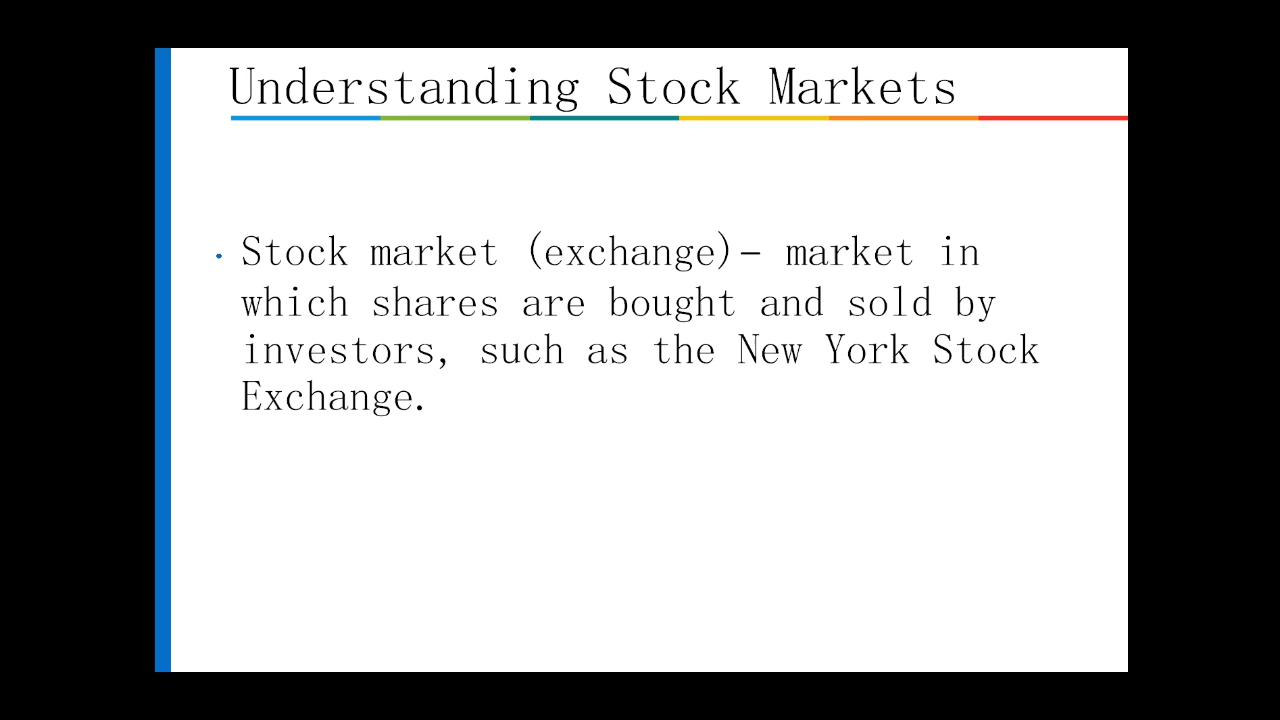 Understanding Stock Markets
• Stock market (exchange)– market in
which shares are bought and sold by
investors, such as the New York Stock
Exchange.